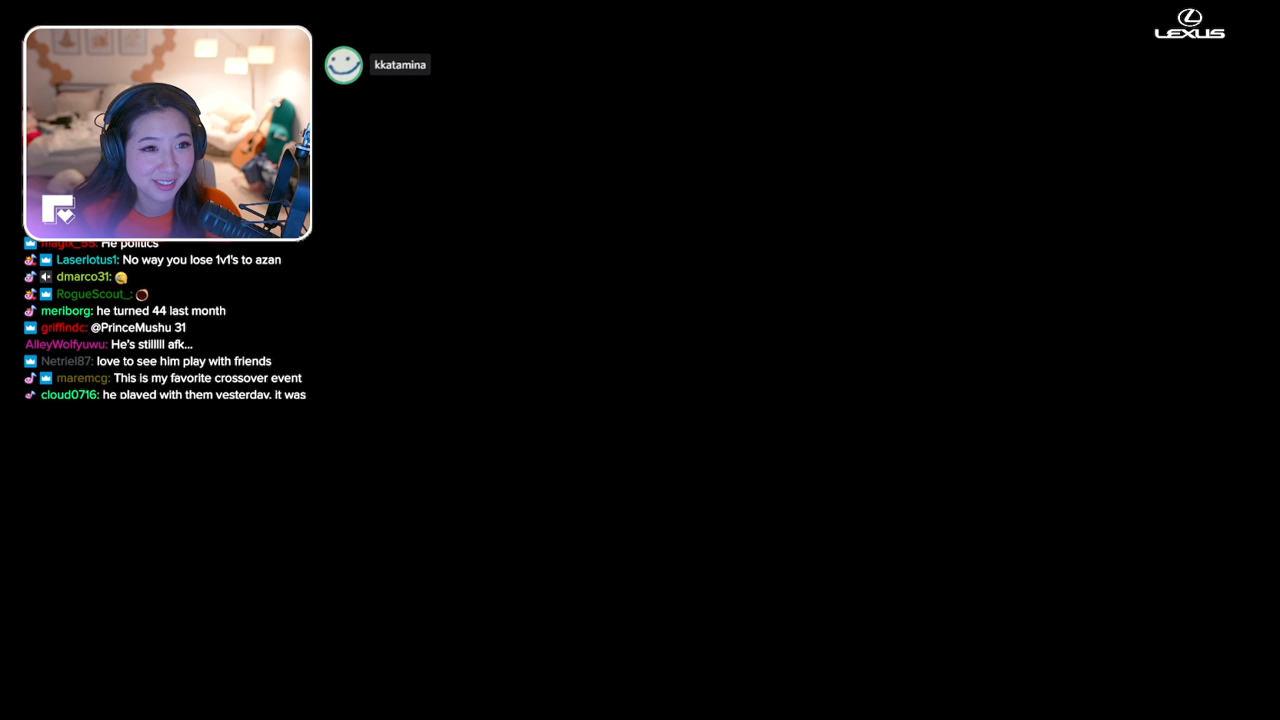 LEXUS
kkatamina
magix_55: He politics
Laserlotus1: No way you lose 1v1's to azan
dmarco31:
RogueScout_:
meriborg: he turned 44 last month
griffindc: @PrinceMushu 31
AlleyWolfyuwu: He's stillllll afk...
Netriel87: love to see him play with friends
maremcg: This is my favorite crossover event
cloud0716: he played with them yesterday. it was